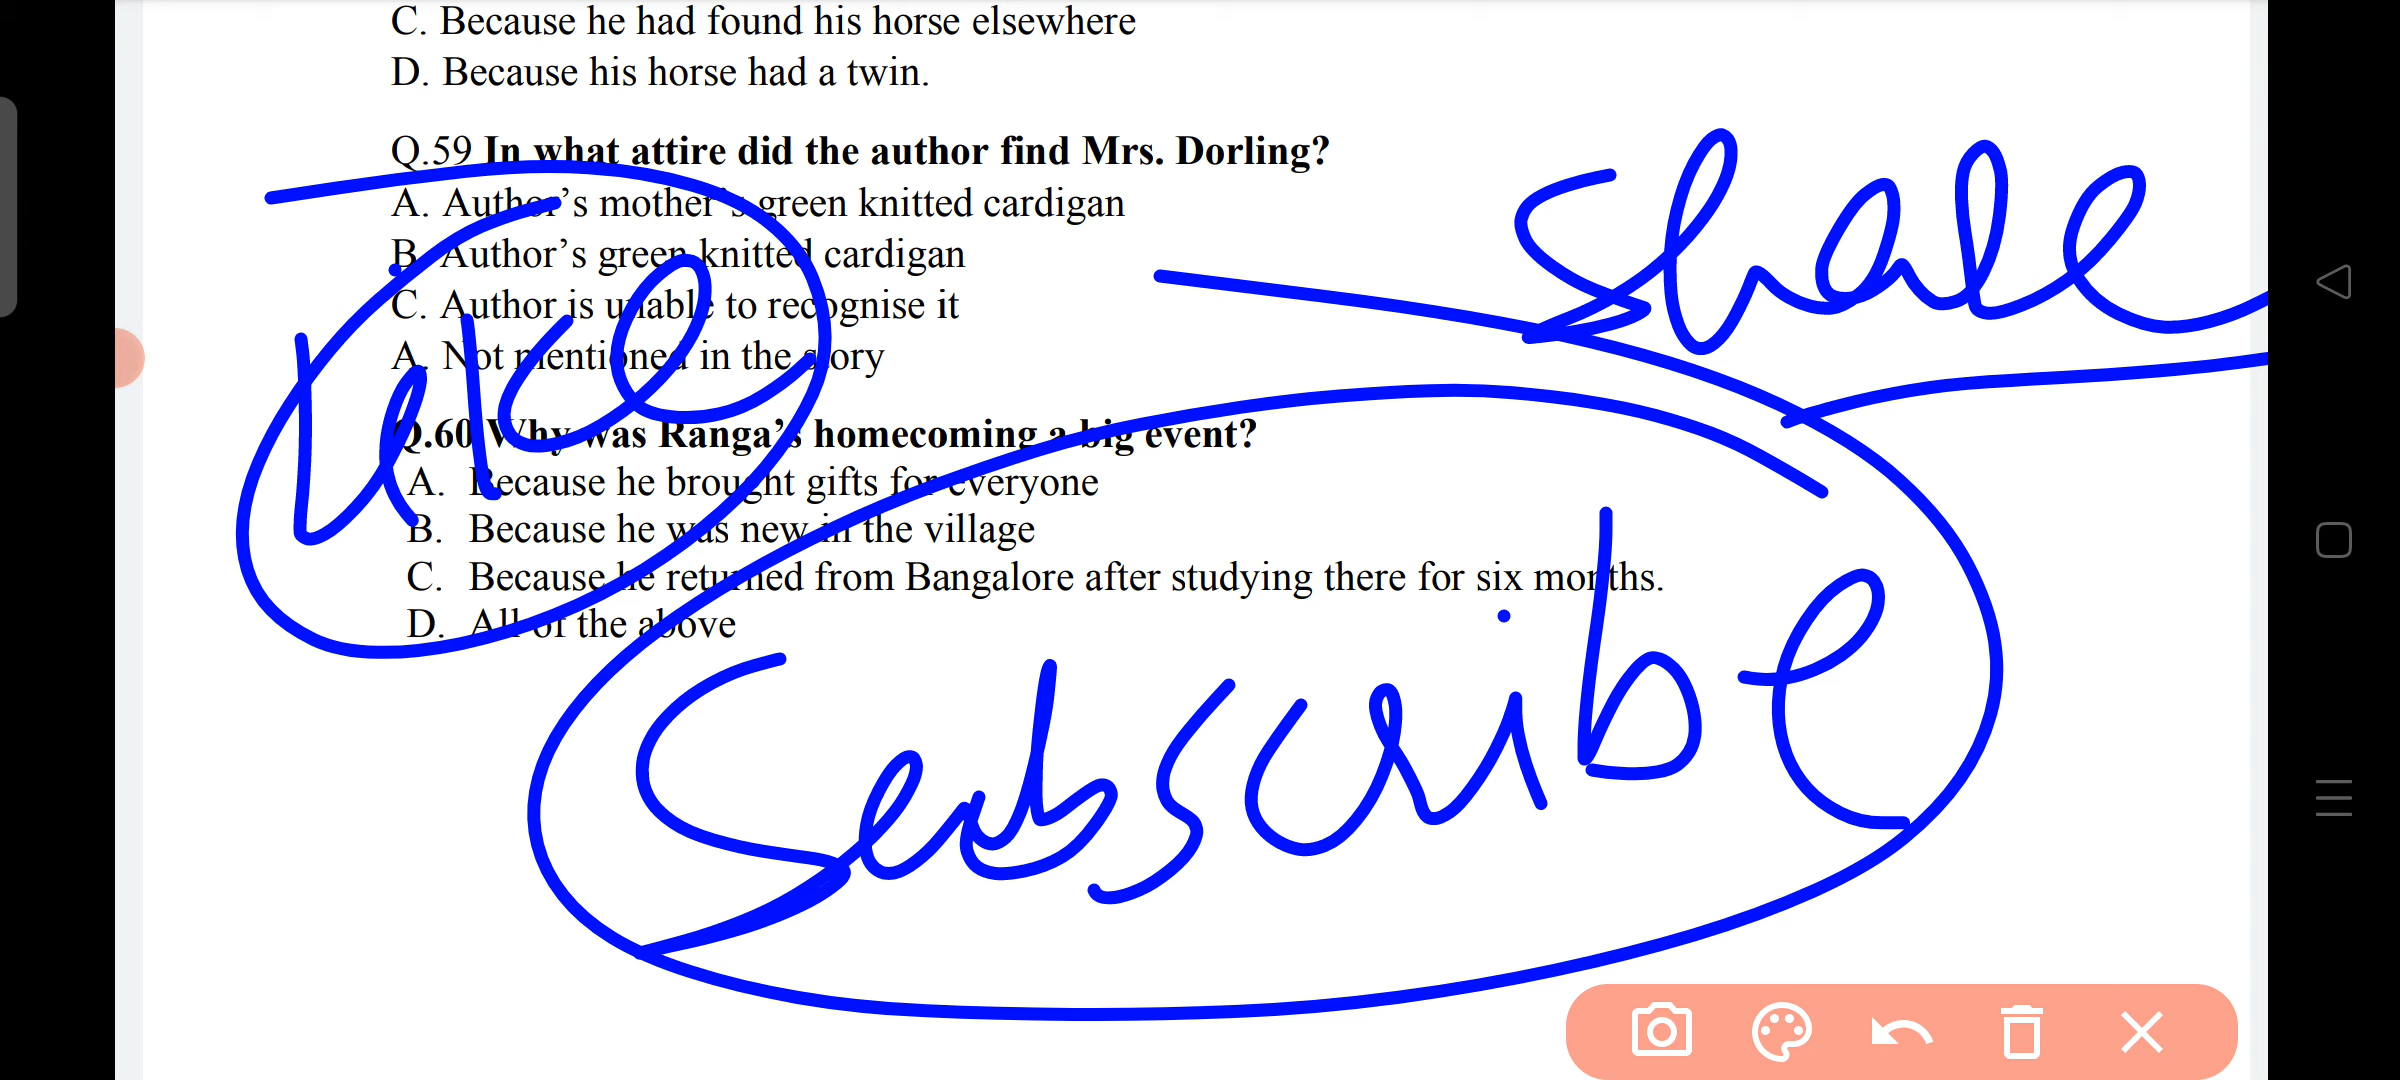 C. Because he had found his horse elsewhere
D. Because his horse had a twin.
Q.59 In what attire did the author find Mrs. Dorling?
A. Author's mother's green knitted cardigan
B. Author's green knitted cardigan
C. Author is unable to recognise it
A. Not mentioned in the story
Q.60 Why was Ranga's homecoming a big event?
A. Because he brought gifts for everyone
B. Because he was new in the village
C. Because he returned from Bangalore after studying there for six months.
D. All of the above
Like
Share
Subscribe